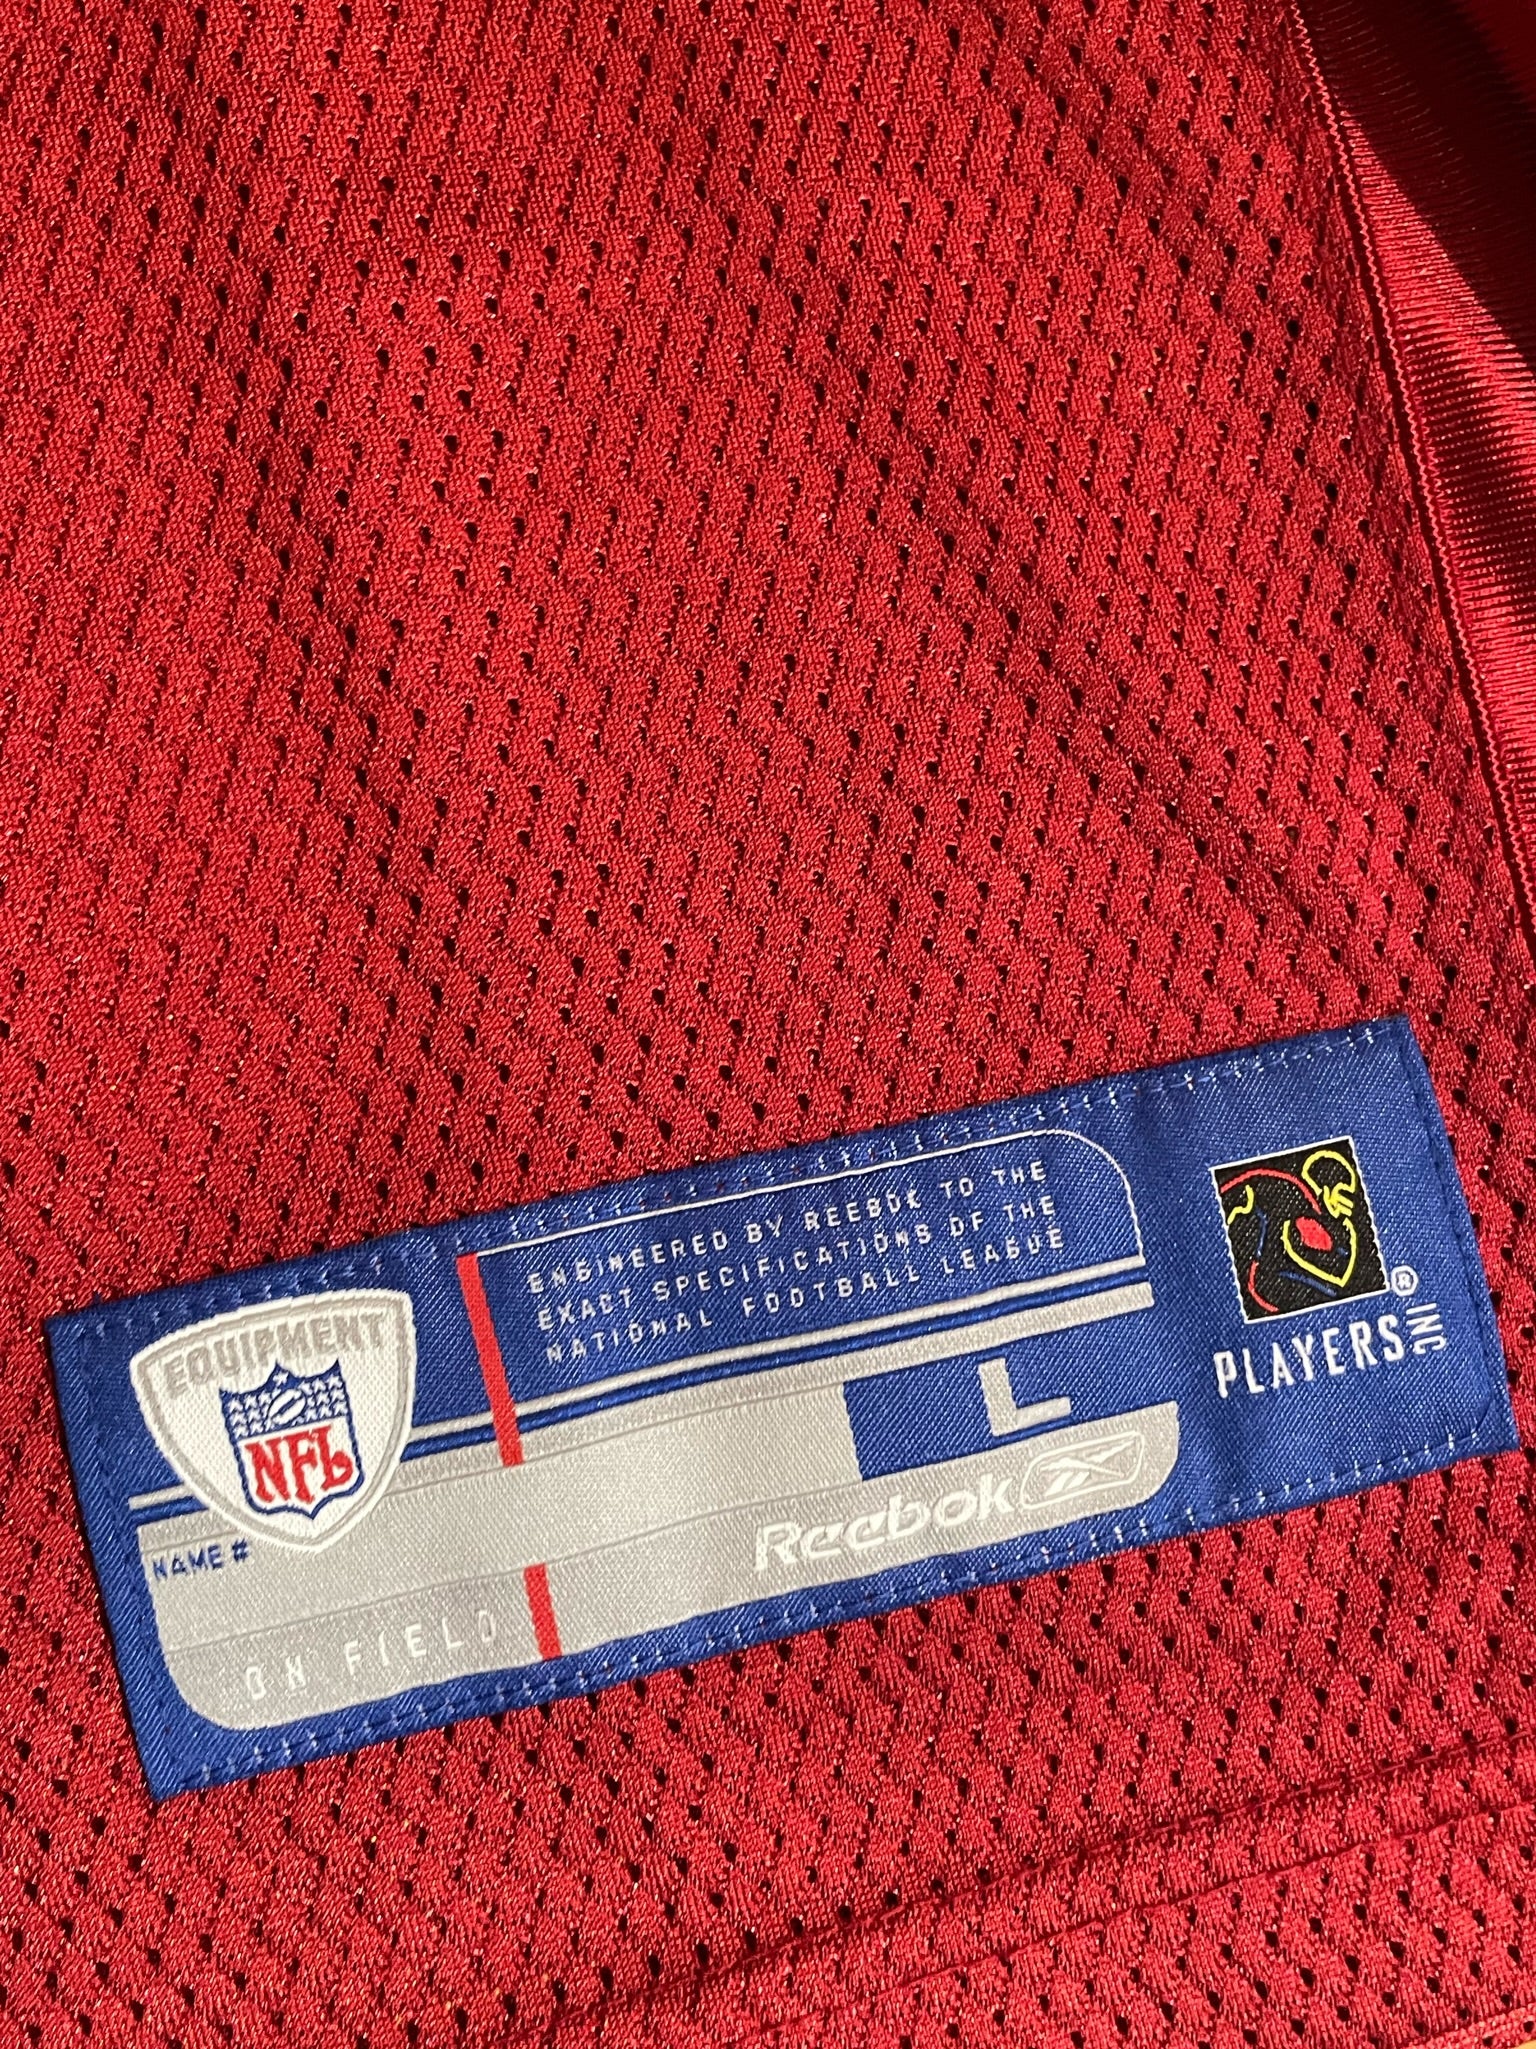 ENGINEERED BY REEBOK TO THE
EXACT SPECIFICATIONS OF THE
NATIONAL FOOTBALL LEAGUE
EQUIPMENT
NFL
L
PLAYERS INC
®
Reebok
NAME #
ON FIELD